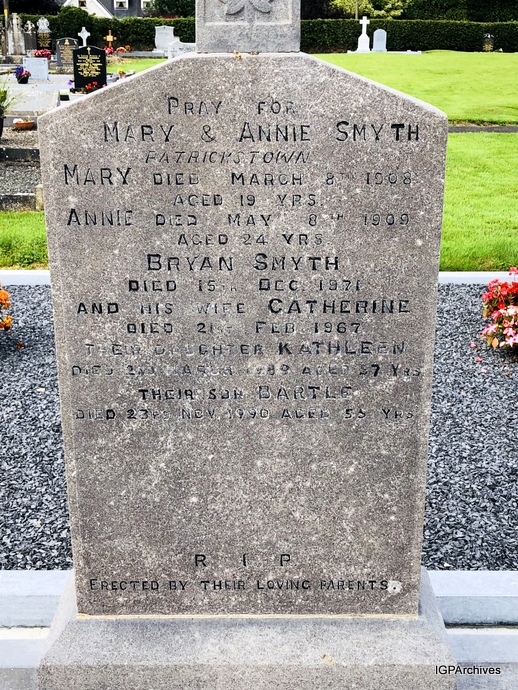 PRAY FOR
MARY & ANNIE SMYTH
PATRICKSTOWN
MARY DIED MARCH 8TH 1908
AGED 19 YRS.
ANNIE DIED MAY 8TH 1909
AGED 24 YRS
BRYAN SMYTH
DIED 15TH DEC. 1971
AND HIS WIFE CATHERINE
DIED 21ST FEB. 1967
THEIR DAUGHTER KATHLEEN
DIED MARCH 1989 AGED 57 YRS
THEIR SON BARTLE
DIED 23RD NOV. 1990 AGED 55 YRS
R I P
ERECTED BY THEIR LOVING PARENTS.
IGPArchives